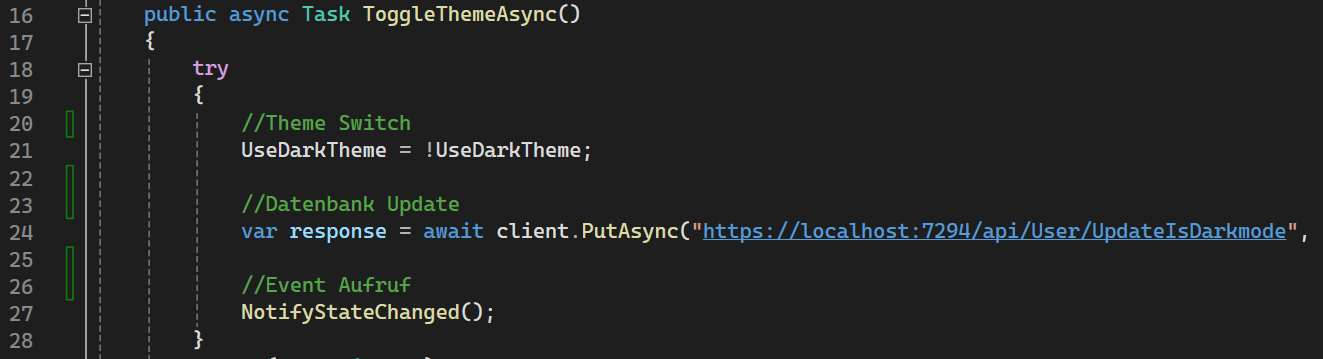 16 public async Task ToggleThemeAsync()
17 {
18 try
19 {
20 //Theme Switch
21 UseDarkTheme = !UseDarkTheme;
22
23 //Datenbank Update
24 var response = await client.PutAsync("https://localhost:7294/api/User/UpdateIsDarkmode",
25
26 //Event Aufruf
27 NotifyStateChanged();
28 }